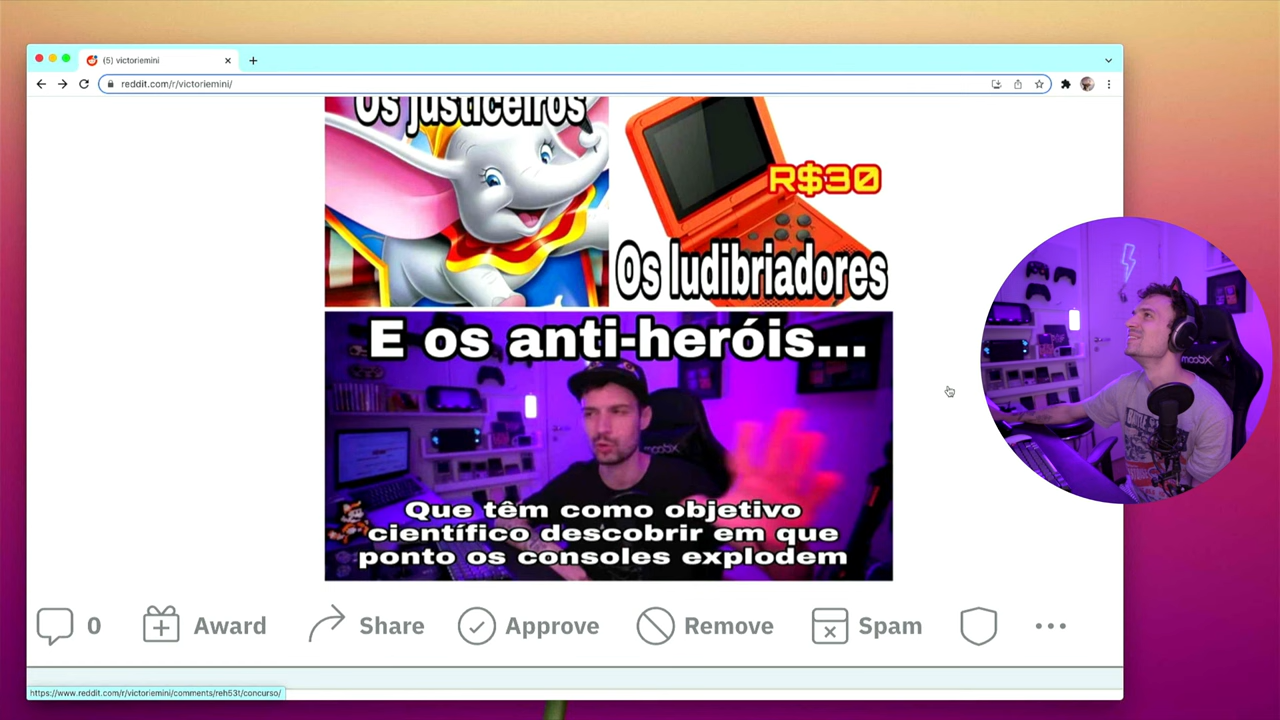 (5) victoriemini
reddit.com/r/victoriemini/
Os justiceiros
R$30
Os ludibriadores
E os anti-heróis...
Que têm como objetivo
científico descobrir em que
ponto os consoles explodem
moobx
0
Award
Share
Approve
Remove
Spam
https://www.reddit.com/r/victoriemini/comments/reh53t/concurso/